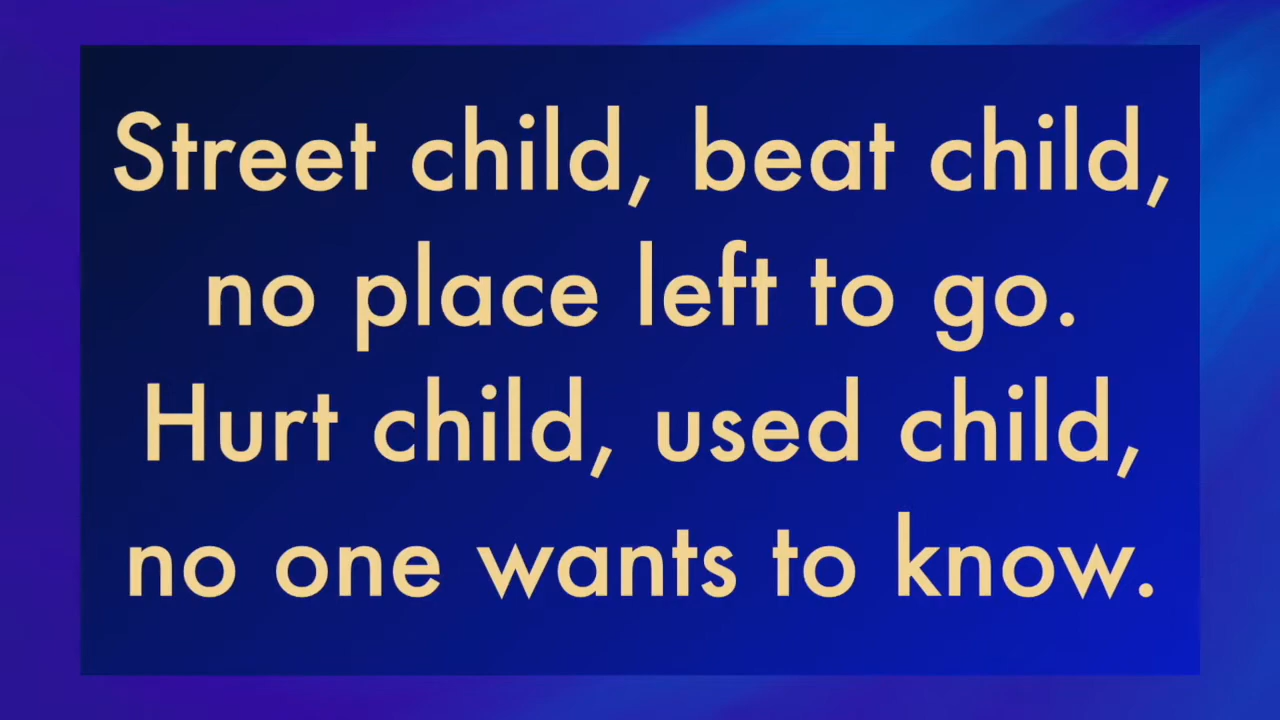 Street child, beat child,
no place left to go.
Hurt child, used child,
no one wants to know.